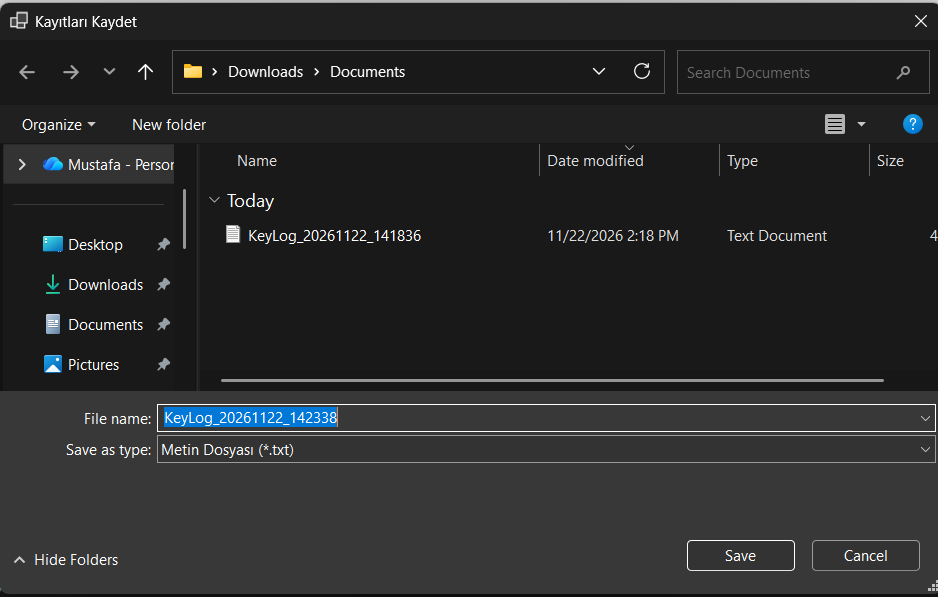 Kayıtları Kaydet
Downloads > Documents
Search Documents
Organize
New folder
?
Mustafa - Persor
Desktop
Downloads
Documents
Pictures
Name Date modified Type Size
Today
KeyLog_20261122_141836 11/22/2026 2:18 PM Text Document 4
File name: KeyLog_20261122_142338
Save as type: Metin Dosyası (*.txt)
Hide Folders
Save
Cancel